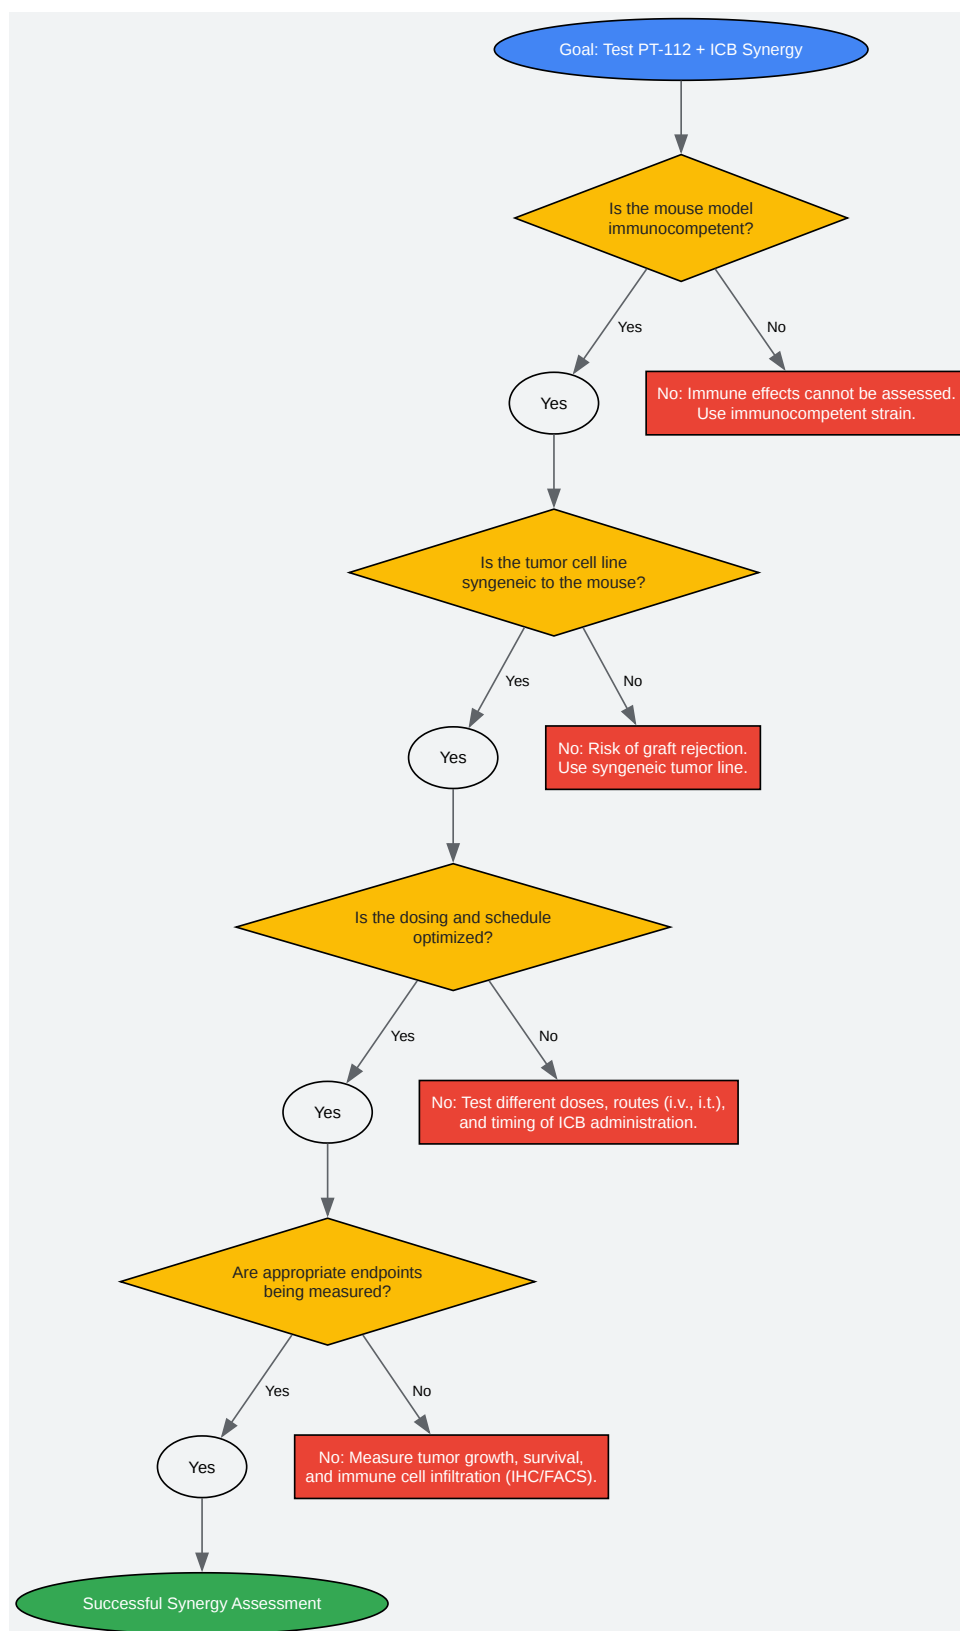 Goal: Test PT-112 + ICB Synergy
Is the mouse model
immunocompetent?
Yes
No
Yes
No: Immune effects cannot be assessed.
Use immunocompetent strain.
Is the tumor cell line
syngeneic to the mouse?
Yes
No
Yes
No: Risk of graft rejection.
Use syngeneic tumor line.
Is the dosing and schedule
optimized?
Yes
No
Yes
No: Test different doses, routes (i.v., i.t.),
and timing of ICB administration.
Are appropriate endpoints
being measured?
Yes
No
Yes
No: Measure tumor growth, survival,
and immune cell infiltration (IHC/FACS).
Successful Synergy Assessment